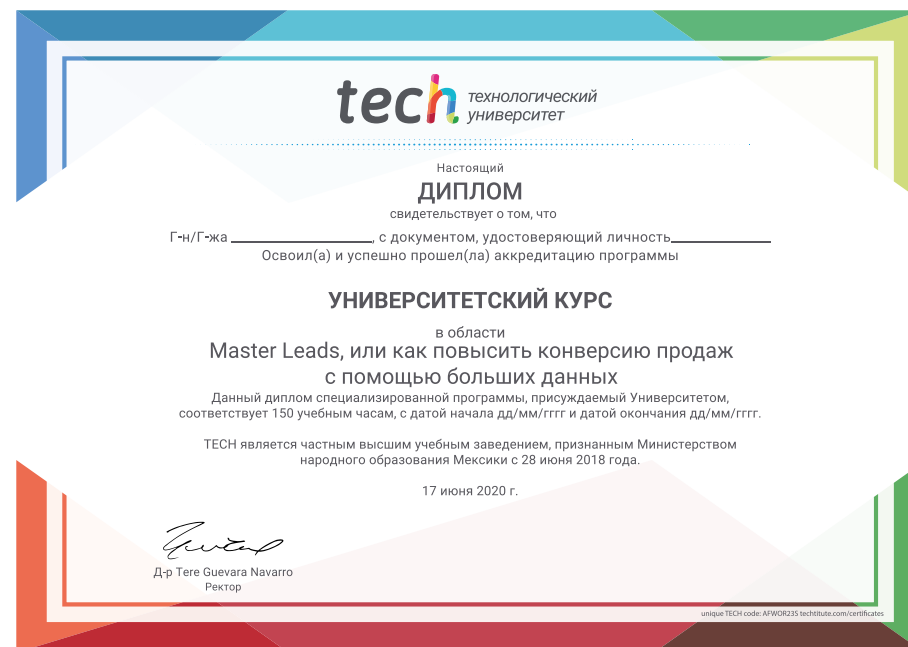 tech технологический
университет
Настоящий
ДИПЛОМ
свидетельствует о том, что
Г-н/Г-жа ____________________, с документом, удостоверяющий личность______________
Освоил(а) и успешно прошел(ла) аккредитацию программы
УНИВЕРСИТЕТСКИЙ КУРС
в области
Master Leads, или как повысить конверсию продаж
с помощью больших данных
Данный диплом специализированной программы, присуждаемый Университетом,
соответствует 150 учебным часам, с датой начала дд/мм/гггг и датой окончания дд/мм/гггг.
TECH является частным высшим учебным заведением, признанным Министерством
народного образования Мексики с 28 июня 2018 года.
17 июня 2020 г.
Д-р Tere Guevara Navarro
Ректор
unique TECH code: AFWOR23S techtitute.com/certificates